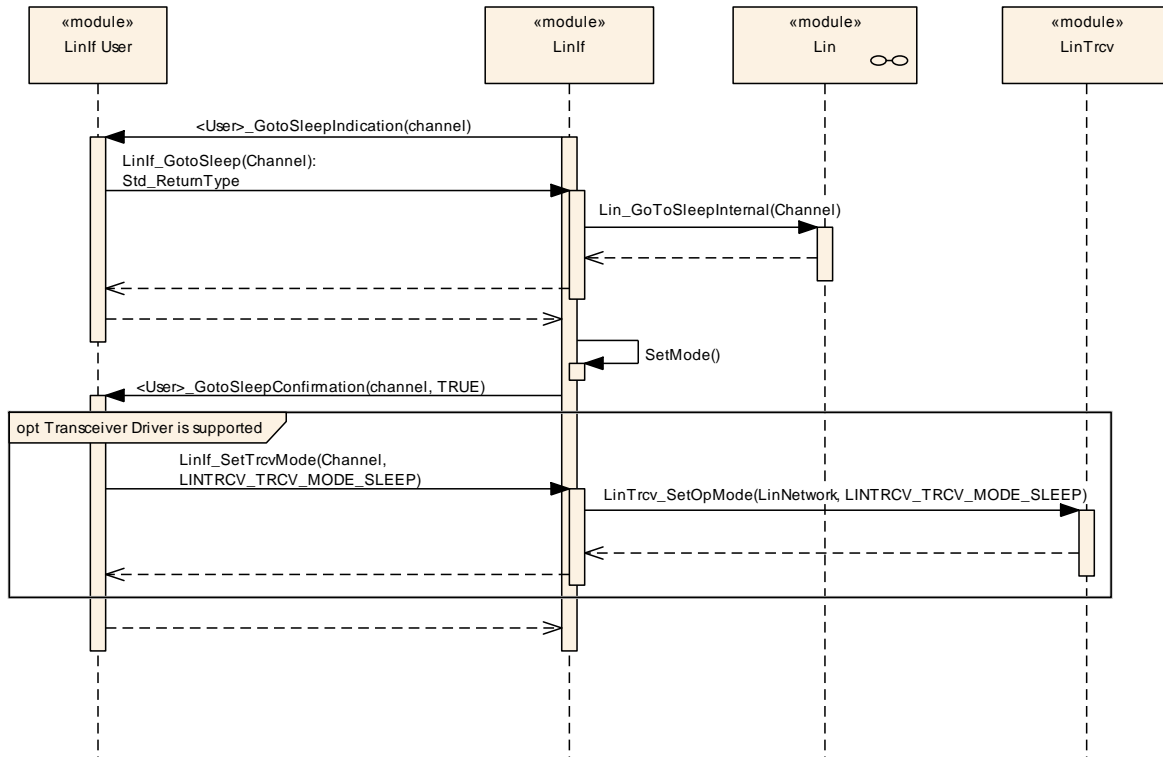 «module»
LinIf User
«module»
LinIf
«module»
Lin
«module»
LinTrcv
<User>_GotoSleepIndication(channel)
LinIf_GotoSleep(Channel):
Std_ReturnType
Lin_GoToSleepInternal(Channel)
SetMode()
<User>_GotoSleepConfirmation(channel, TRUE)
opt Transceiver Driver is supported
LinIf_SetTrcvMode(Channel,
LINTRCV_TRCV_MODE_SLEEP)
LinTrcv_SetOpMode(LinNetwork, LINTRCV_TRCV_MODE_SLEEP)